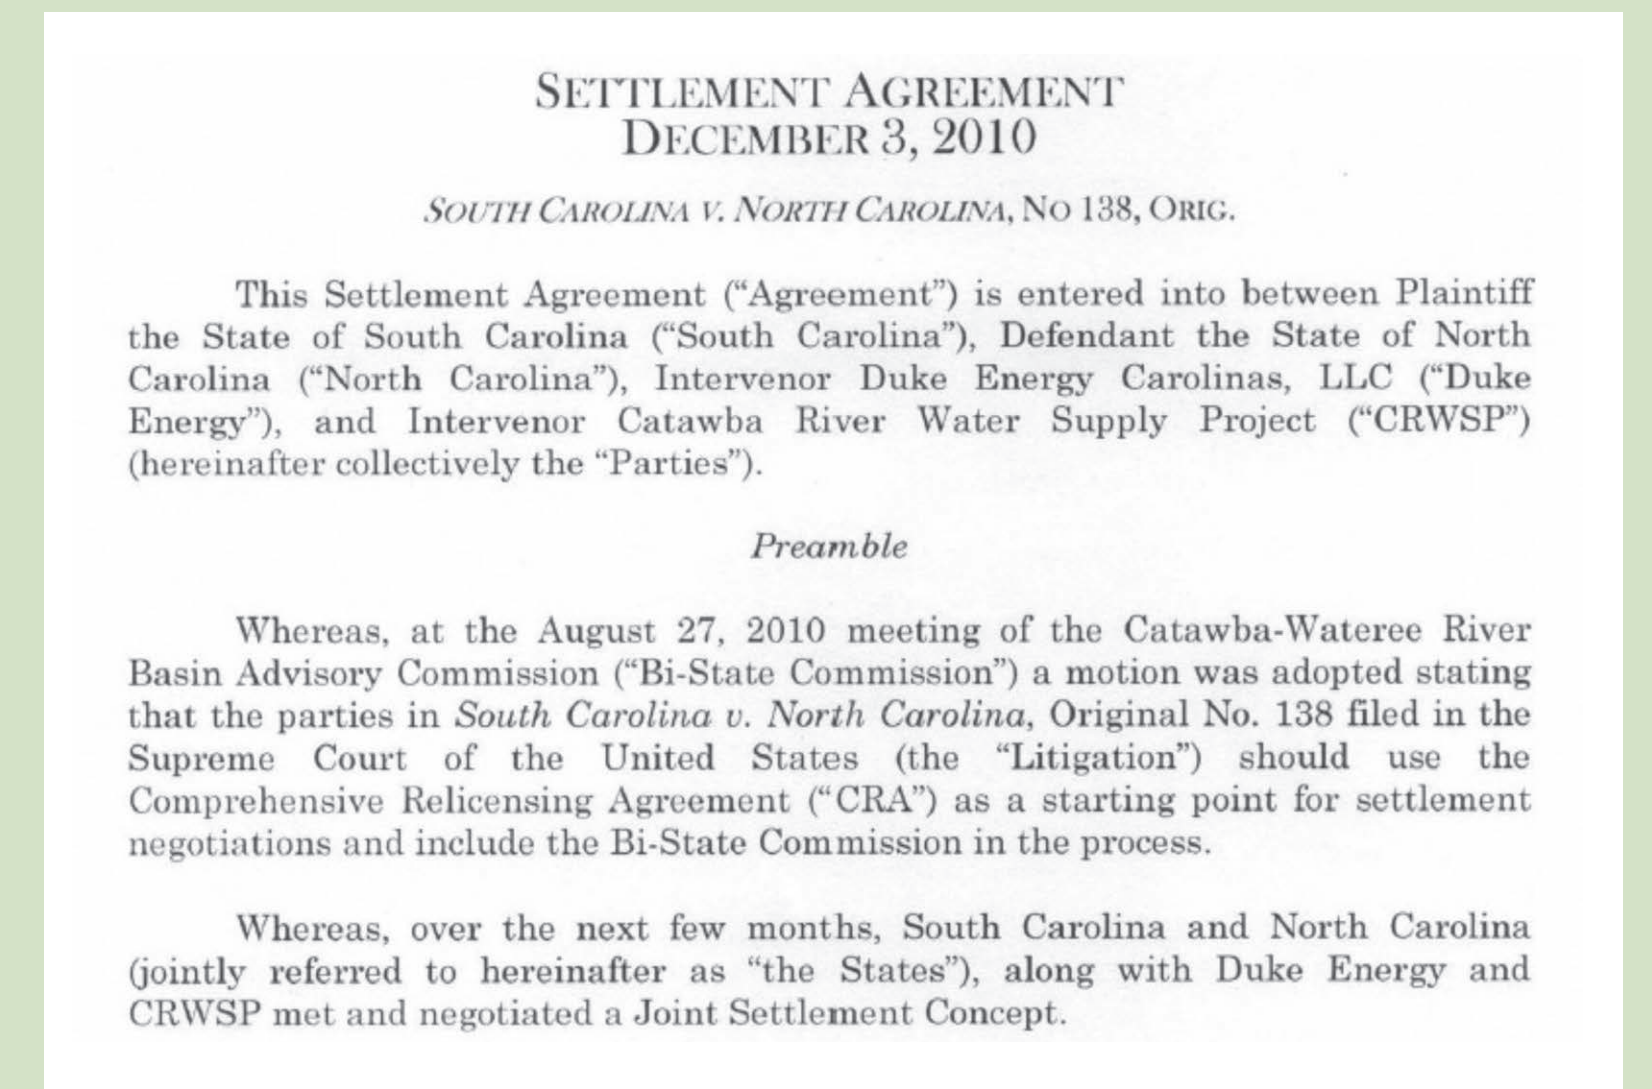 SETTLEMENT AGREEMENT
DECEMBER 3, 2010
SOUTH CAROLINA V. NORTH CAROLINA, NO 138, ORIG.
This Settlement Agreement (“Agreement”) is entered into between Plaintiff
the State of South Carolina (“South Carolina”), Defendant the State of North
Carolina (“North Carolina”), Intervenor Duke Energy Carolinas, LLC (“Duke
Energy”), and Intervenor Catawba River Water Supply Project (“CRWSP”)
(hereinafter collectively the “Parties”).
Preamble
Whereas, at the August 27, 2010 meeting of the Catawba-Wateree River
Basin Advisory Commission (“Bi-State Commission”) a motion was adopted stating
that the parties in South Carolina v. North Carolina, Original No. 138 filed in the
Supreme Court of the United States (the “Litigation”) should use the
Comprehensive Relicensing Agreement (“CRA”) as a starting point for settlement
negotiations and include the Bi-State Commission in the process.
Whereas, over the next few months, South Carolina and North Carolina
(jointly referred to hereinafter as “the States”), along with Duke Energy and
CRWSP met and negotiated a Joint Settlement Concept.